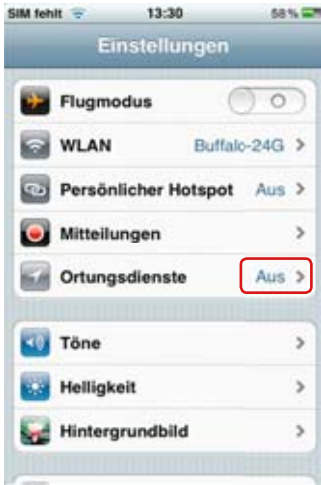 SIM fehlt 13:30 58 %
Einstellungen
Flugmodus
WLAN Buffalo-24G
Persönlicher Hotspot Aus
Mitteilungen
Ortungsdienste Aus
Töne
Helligkeit
Hintergrundbild